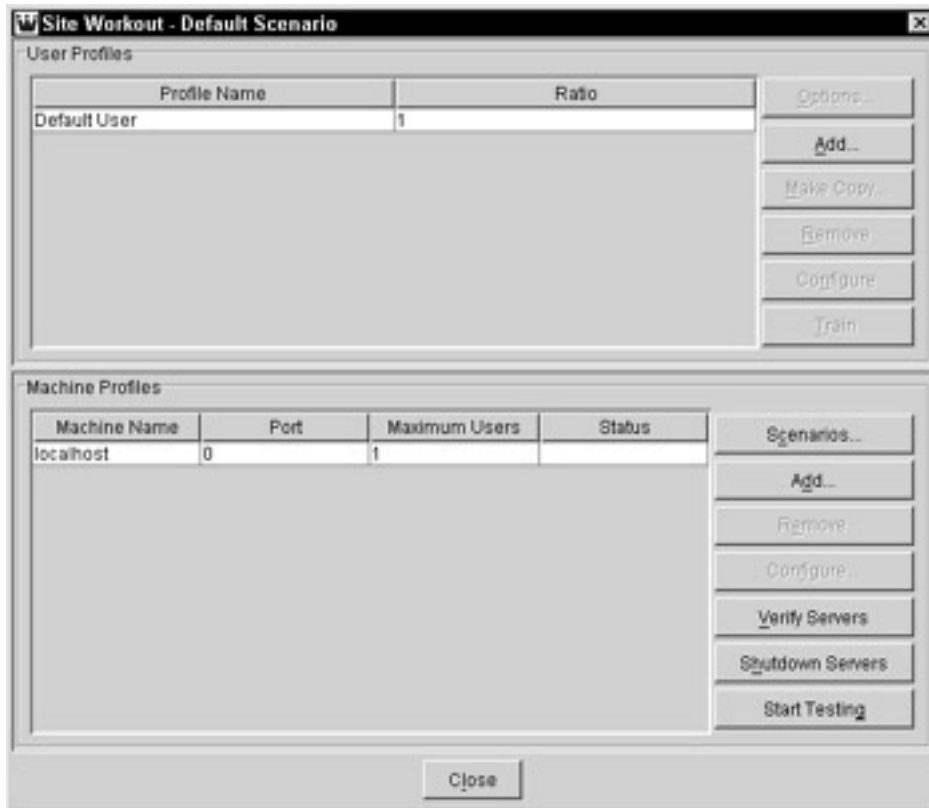 Site Workout - Default Scenario
User Profiles
Profile Name Ratio
Default User 1
Options...
Add...
Make Copy...
Remove
Configure
Train
Machine Profiles
Machine Name Port Maximum Users Status
localhost 0 1
Scenarios...
Add...
Remove
Configure...
Verify Servers
Shutdown Servers
Start Testing
Close